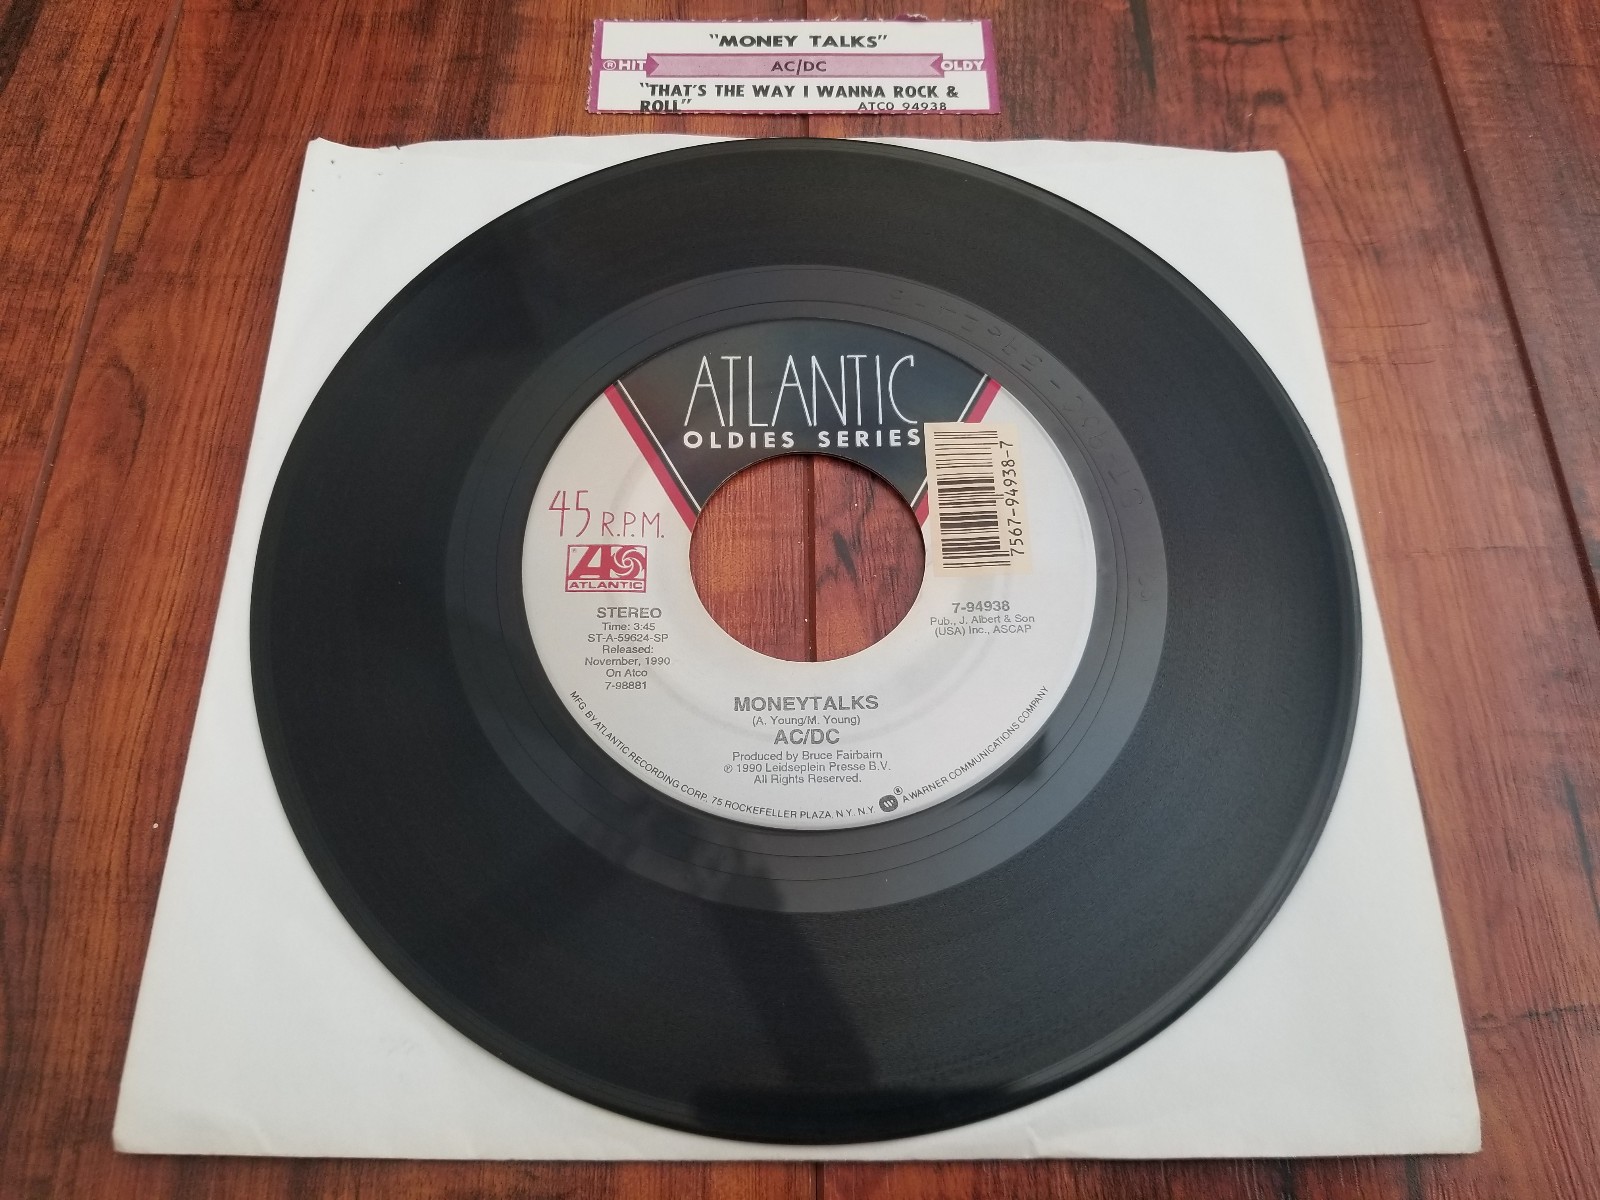 "MONEY TALKS"
® HIT AC/DC OLDY
"THAT'S THE WAY I WANNA ROCK &
ROLL" ATCO 94938
ATLANTIC
OLDIES SERIES
45 R.P.M.
ATLANTIC
STEREO
Time: 3:45
ST-A-59624-SP
Released:
November, 1990
On Atco
7-98881
7567-94938-7
7-94938
Pub., J. Albert & Son
(USA) Inc., ASCAP
MONEYTALKS
(A. Young/M. Young)
AC/DC
Produced by Bruce Fairbairn
℗ 1990 Leidseplein Presse B.V.
All Rights Reserved.
MFG. BY ATLANTIC RECORDING CORP. 75 ROCKEFELLER PLAZA, N.Y. N.Y. ® A WARNER COMMUNICATIONS COMPANY